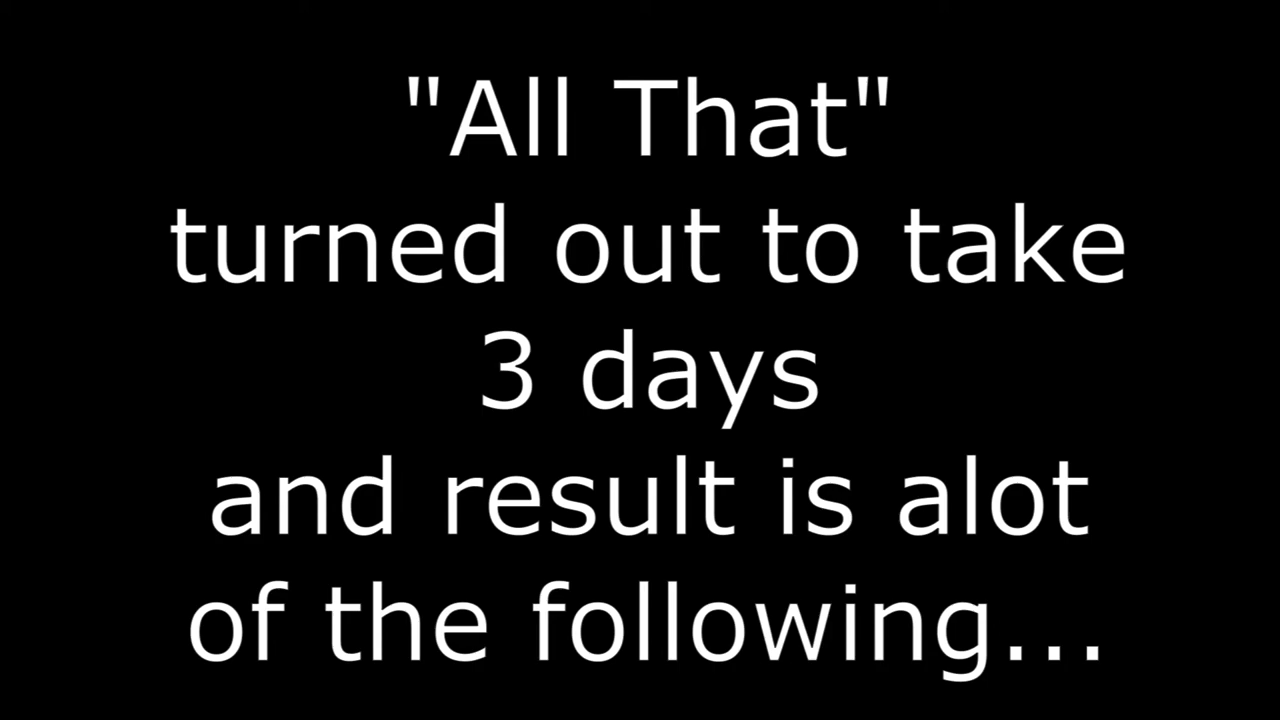 "All That"
turned out to take
3 days
and result is alot
of the following...